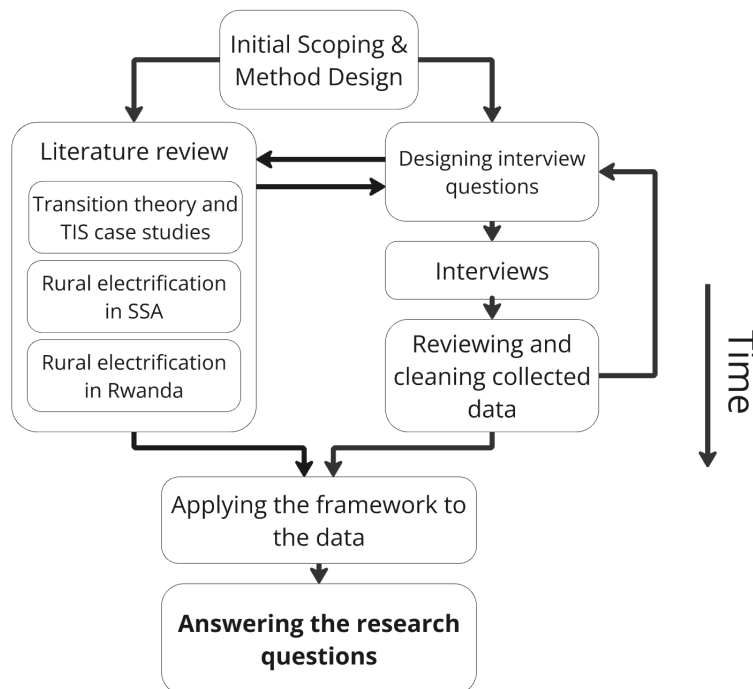 Initial Scoping &
Method Design
Literature review
Transition theory and
TIS case studies
Rural electrification
in SSA
Rural electrification
in Rwanda
Designing interview
questions
Interviews
Reviewing and
cleaning collected
data
Time
Applying the framework to
the data
Answering the research
questions